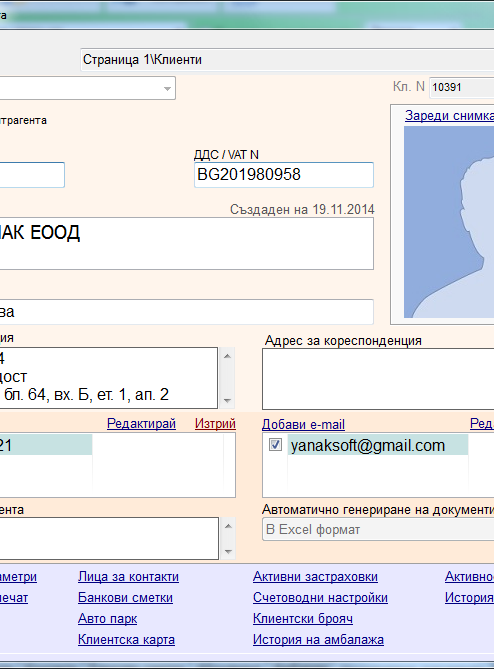 та
Страница 1\Клиенти
Кл. N 10391
Зареди снимка
нтрагента
ДДС / VAT N
BG201980958
Създаден на 19.11.2014
АК ЕООД
ва
ия
Адрес за кореспонденция
4
дост
бл. 64, вх. Б, ет. 1, ап. 2
Редактирай Изтрий
Добави e-mail Ред
21
yanaksoft@gmail.com
ента
Автоматично генериране на документи
В Excel формат
метри Лица за контакти Активни застраховки Активно
ечат Банкови сметки Счетоводни настройки История
Авто парк Клиентски брояч
Клиентска карта История на амбалажа